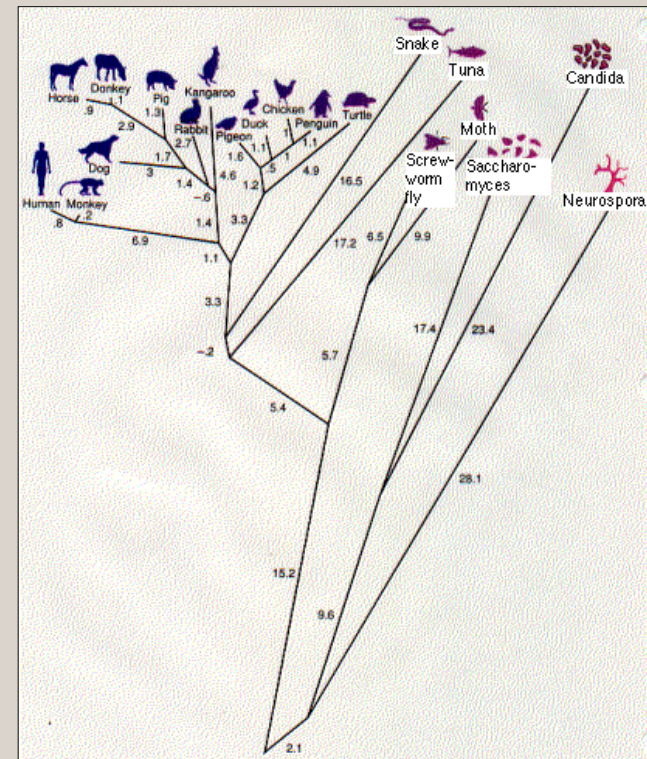 Snake
Tuna
Candida
Donkey
Horse
Pig
Kangaroo
Chicken
Duck
Penguin
Turtle
Rabbit
Pigeon
Moth
Screw-
worm
fly
Saccharo-
myces
Neurospora
Dog
Human
Monkey
1.1
.9
2.9
1.3
2.7
1.6
1.1
1
1.1
.5
1
1.7
3
1.4
-.6
4.6
1.2
4.9
16.5
.8
.2
6.9
1.4
3.3
1.1
17.2
6.5
9.9
3.3
-.2
5.7
17.4
23.4
5.4
28.1
15.2
9.6
2.1